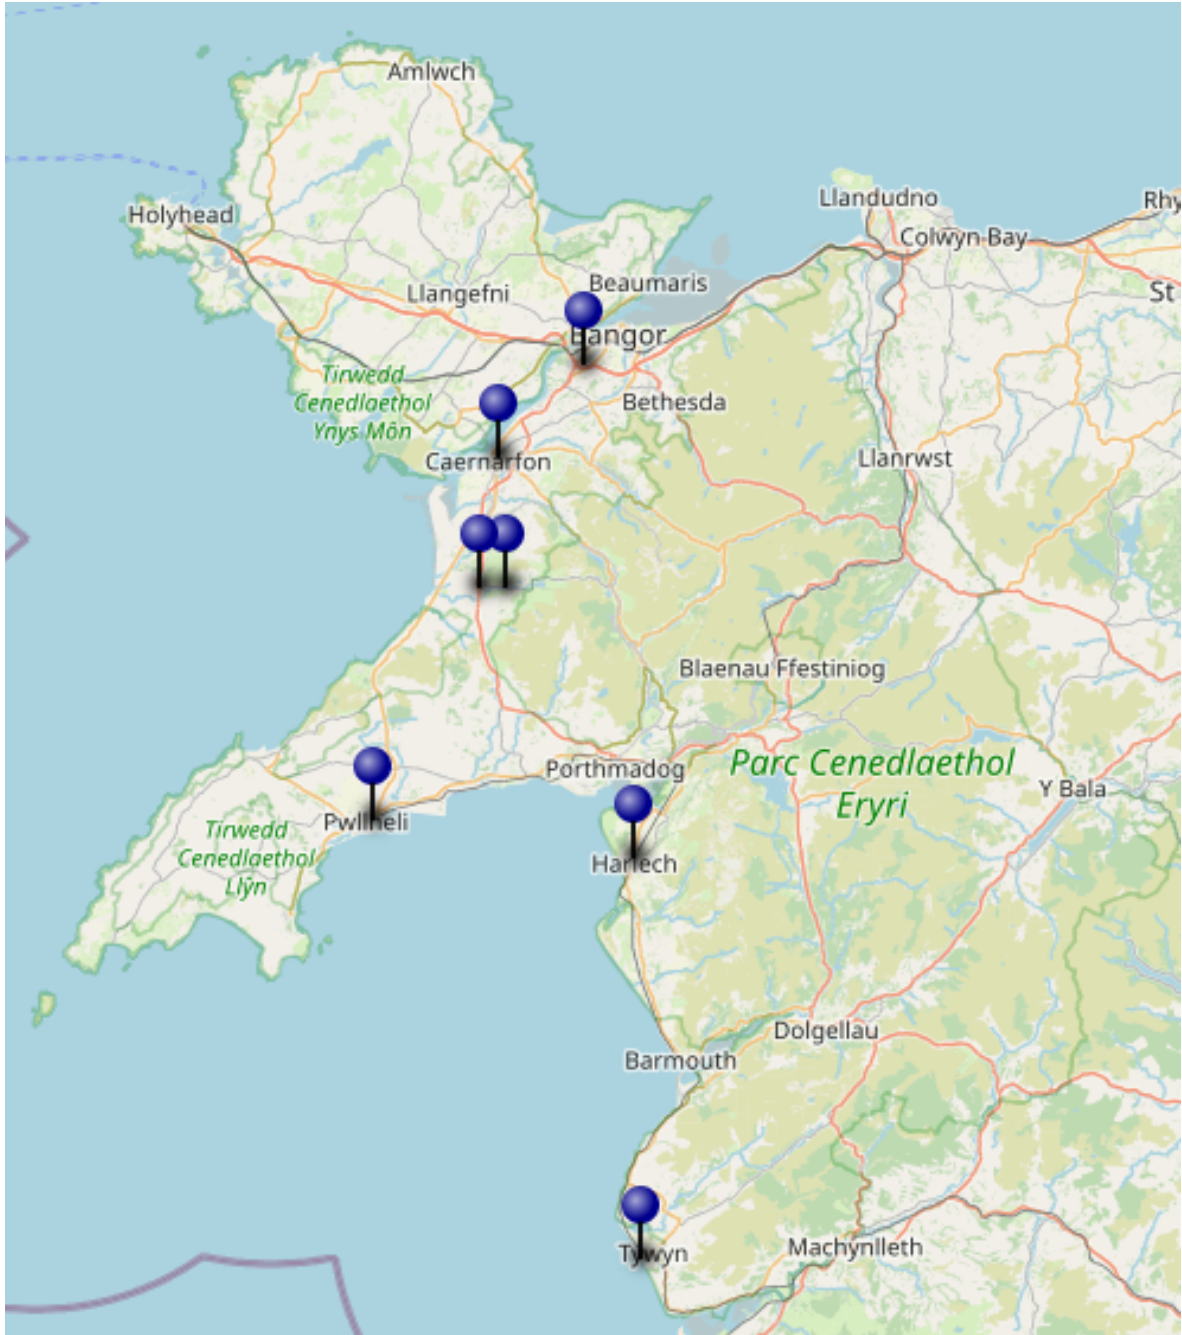 Amlwch
Llandudno
Rhy
Holyhead
Colwyn Bay
Beaumaris
Llangefni
St
Bangor
Tirwedd
Cenedlaethol
Ynys Môn
Bethesda
Caernarfon
Llanrwst
Blaenau Ffestiniog
Porthmadog
Parc Cenedlaethol
Eryri
Y Bala
Pwllheli
Tirwedd
Cenedlaethol
Llŷn
Harlech
Dolgellau
Barmouth
Tywyn
Machynlleth